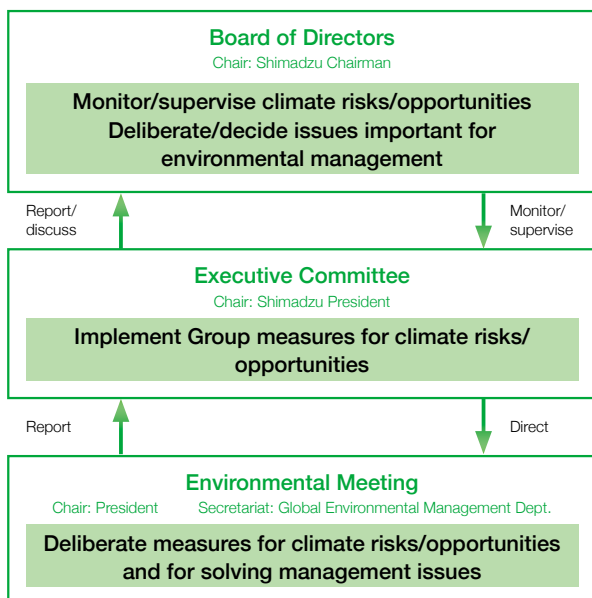 Board of Directors
Chair: Shimadzu Chairman
Monitor/supervise climate risks/opportunities
Deliberate/decide issues important for
environmental management
Report/
discuss
Monitor/
supervise
Executive Committee
Chair: Shimadzu President
Implement Group measures for climate risks/
opportunities
Report
Direct
Environmental Meeting
Chair: President Secretariat: Global Environmental Management Dept.
Deliberate measures for climate risks/opportunities
and for solving management issues